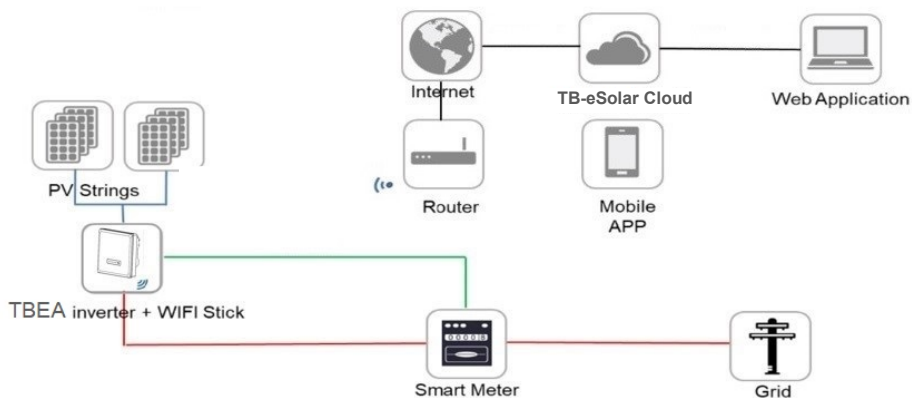 Internet
TB-eSolar Cloud
Web Application
PV Strings
Router
Mobile
APP
TBEA inverter + WIFI Stick
Smart Meter
Grid